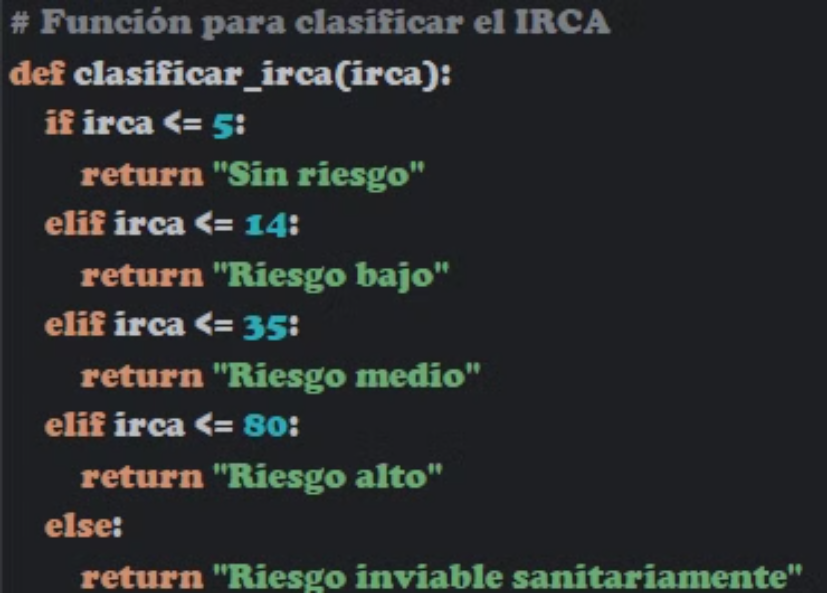 # Función para clasificar el IRCA
def clasificar_irca(irca):
if irca <= 5:
return "Sin riesgo"
elif irca <= 14:
return "Riesgo bajo"
elif irca <= 35:
return "Riesgo medio"
elif irca <= 80:
return "Riesgo alto"
else:
return "Riesgo inviable sanitariamente"